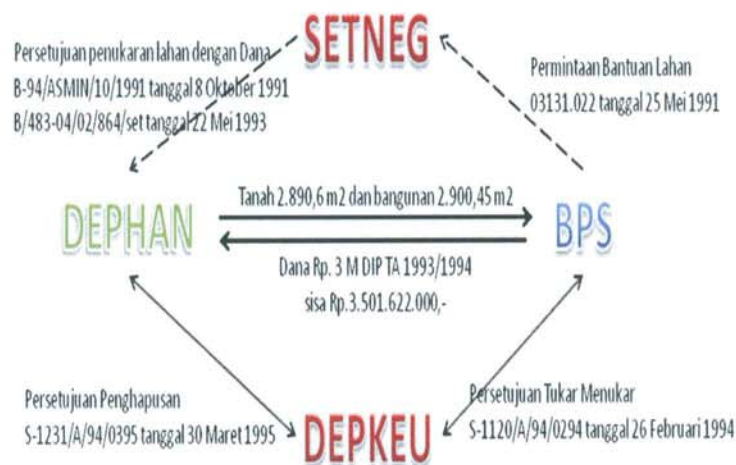 SETNEG
Persetujuan penukaran lahan dengan Dana
B-94/ASMIN/10/1991 tanggal 8 Oktober 1991
B/483-04/02/864/set tanggal 22 Mei 1993
Permintaan Bantuan Lahan
03131.022 tanggal 25 Mei 1991
DEPHAN
Tanah 2.890,6 m2 dan bangunan 2.900,45 m2
BPS
Dana Rp. 3 M DIP TA 1993/1994
sisa Rp.3.501.622.000,-
Persetujuan Penghapusan
S-1231/A/94/0395 tanggal 30 Maret 1995
DEPKEU
Persetujuan Tukar Menukar
S-1120/A/94/0294 tanggal 26 Februari 1994